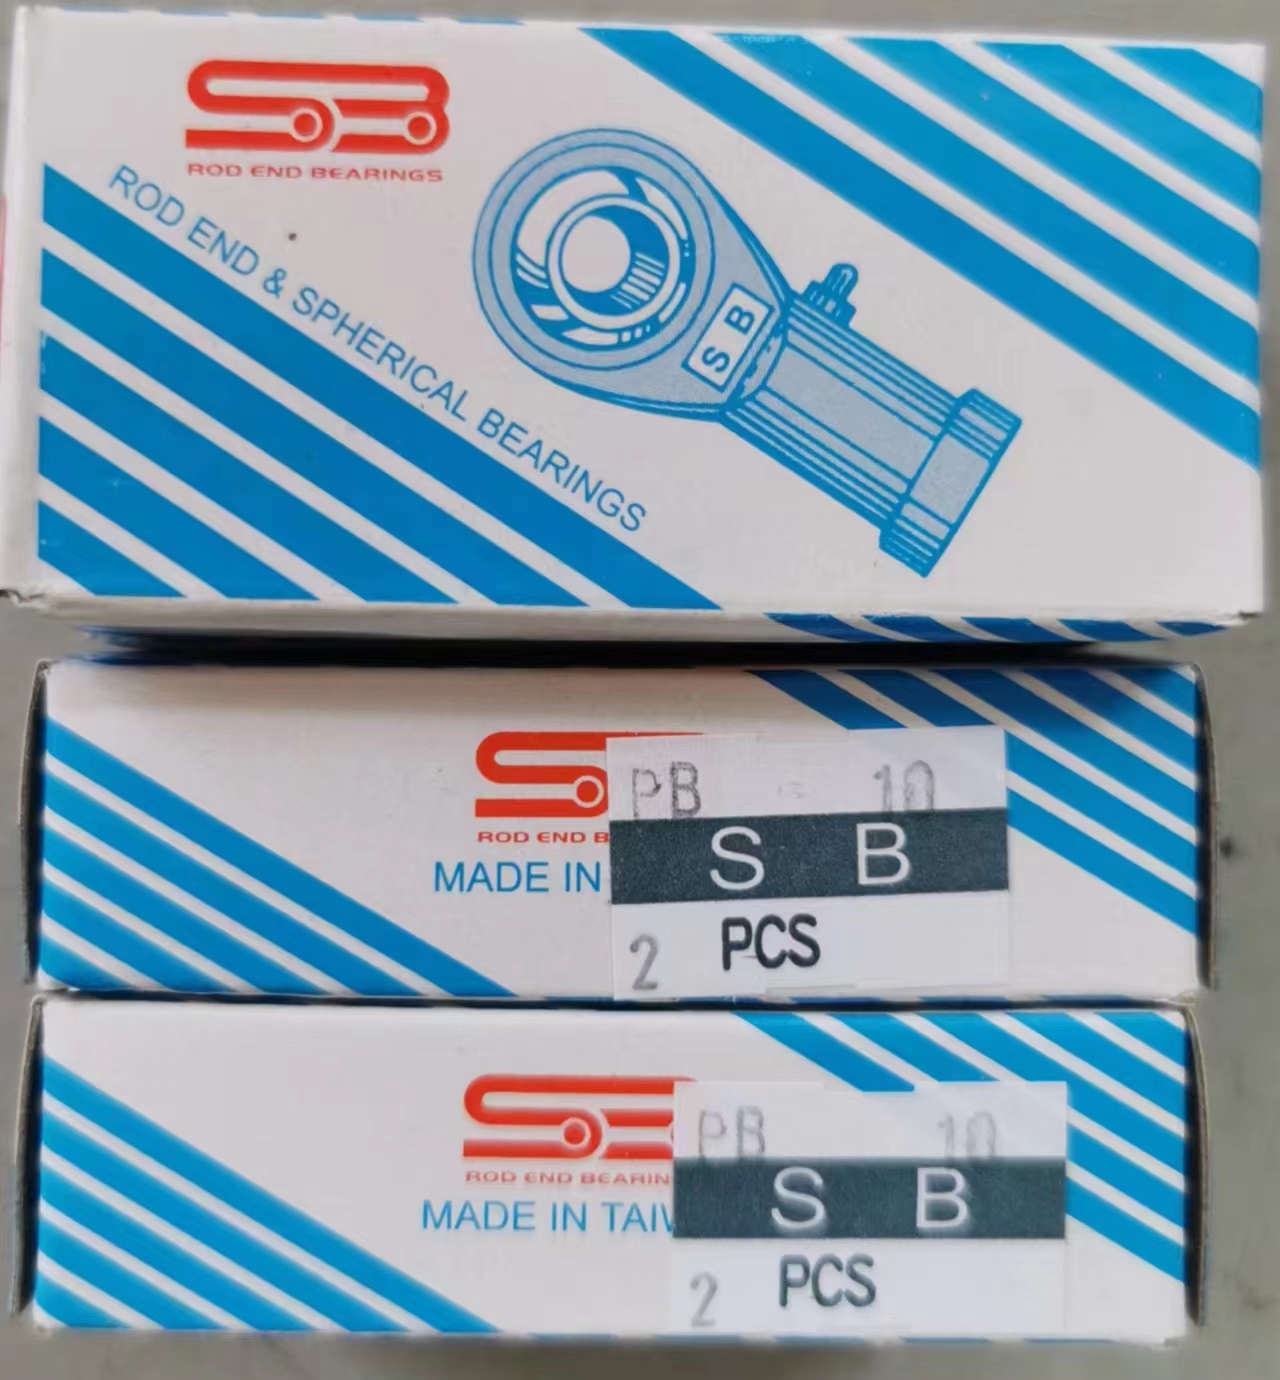 SB
ROD END BEARINGS
ROD END & SPHERICAL BEARINGS
S B
S
ROD END B
MADE IN
PB - 10
S B
2 PCS
S
ROD END BEARIN
MADE IN TAIW
PB 10
S B
2 PCS